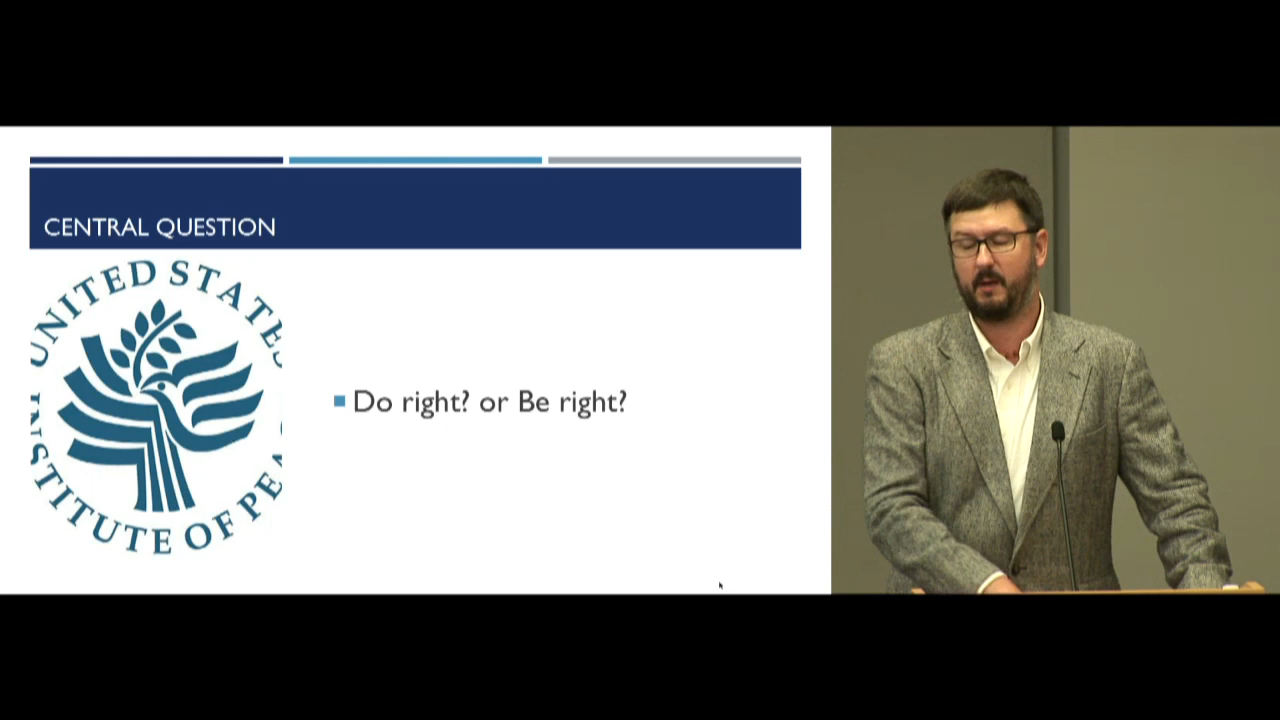 CENTRAL QUESTION
UNITED STATES
INSTITUTE OF PEA
Do right? or Be right?